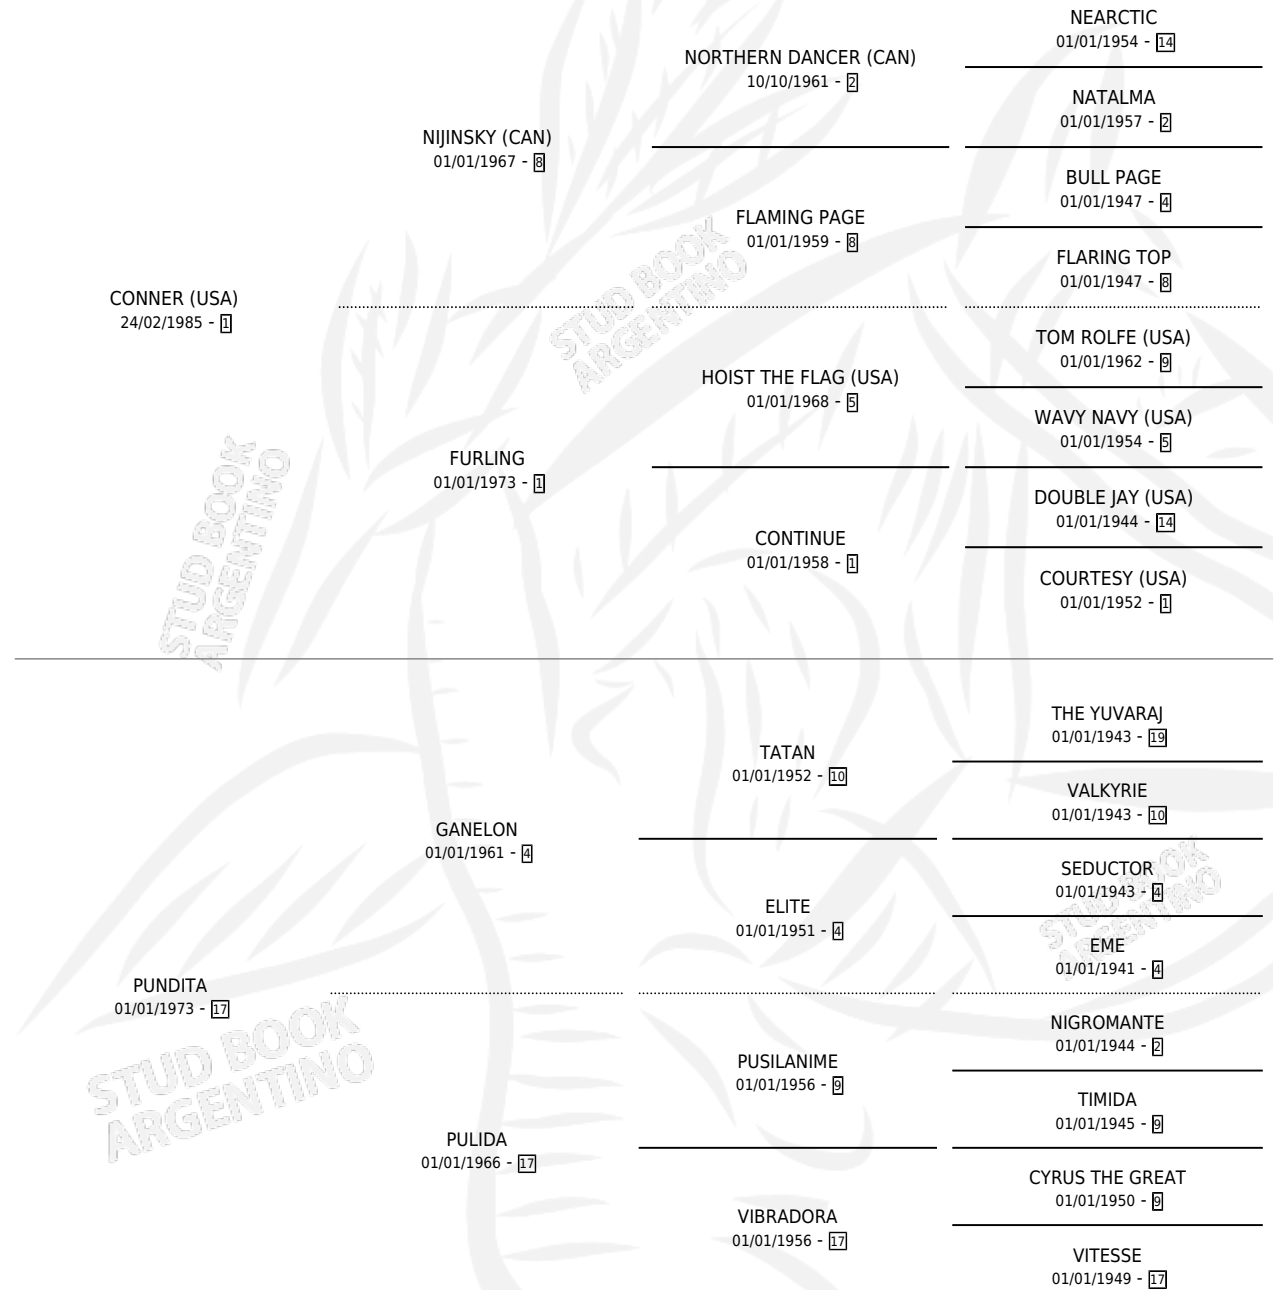 NEARCTIC
01/01/1954 - 14
NORTHERN DANCER (CAN)
10/10/1961 - 2
NATALMA
01/01/1957 - 2
NIJINSKY (CAN)
01/01/1967 - 8
BULL PAGE
01/01/1947 - 4
FLAMING PAGE
01/01/1959 - 8
FLARING TOP
01/01/1947 - 8
CONNER (USA)
24/02/1985 - 1
TOM ROLFE (USA)
01/01/1962 - 9
HOIST THE FLAG (USA)
01/01/1968 - 5
WAVY NAVY (USA)
01/01/1954 - 5
FURLING
01/01/1973 - 1
DOUBLE JAY (USA)
01/01/1944 - 14
CONTINUE
01/01/1958 - 1
COURTESY (USA)
01/01/1952 - 1
THE YUVARAJ
01/01/1943 - 19
TATAN
01/01/1952 - 10
VALKYRIE
01/01/1943 - 10
GANELON
01/01/1961 - 4
SEDUCTOR
01/01/1943 - 4
ELITE
01/01/1951 - 4
EME
01/01/1941 - 4
PUNDITA
01/01/1973 - 17
NIGROMANTE
01/01/1944 - 2
PUSILANIME
01/01/1956 - 9
TIMIDA
01/01/1945 - 9
PULIDA
01/01/1966 - 17
CYRUS THE GREAT
01/01/1950 - 9
VIBRADORA
01/01/1956 - 17
VITESSE
01/01/1949 - 17
STUD BOOK
ARGENTINO
STUD BOOK
ARGENTINO
STUD BOOK
ARGENTINO
STUD BOOK
ARGENTINO